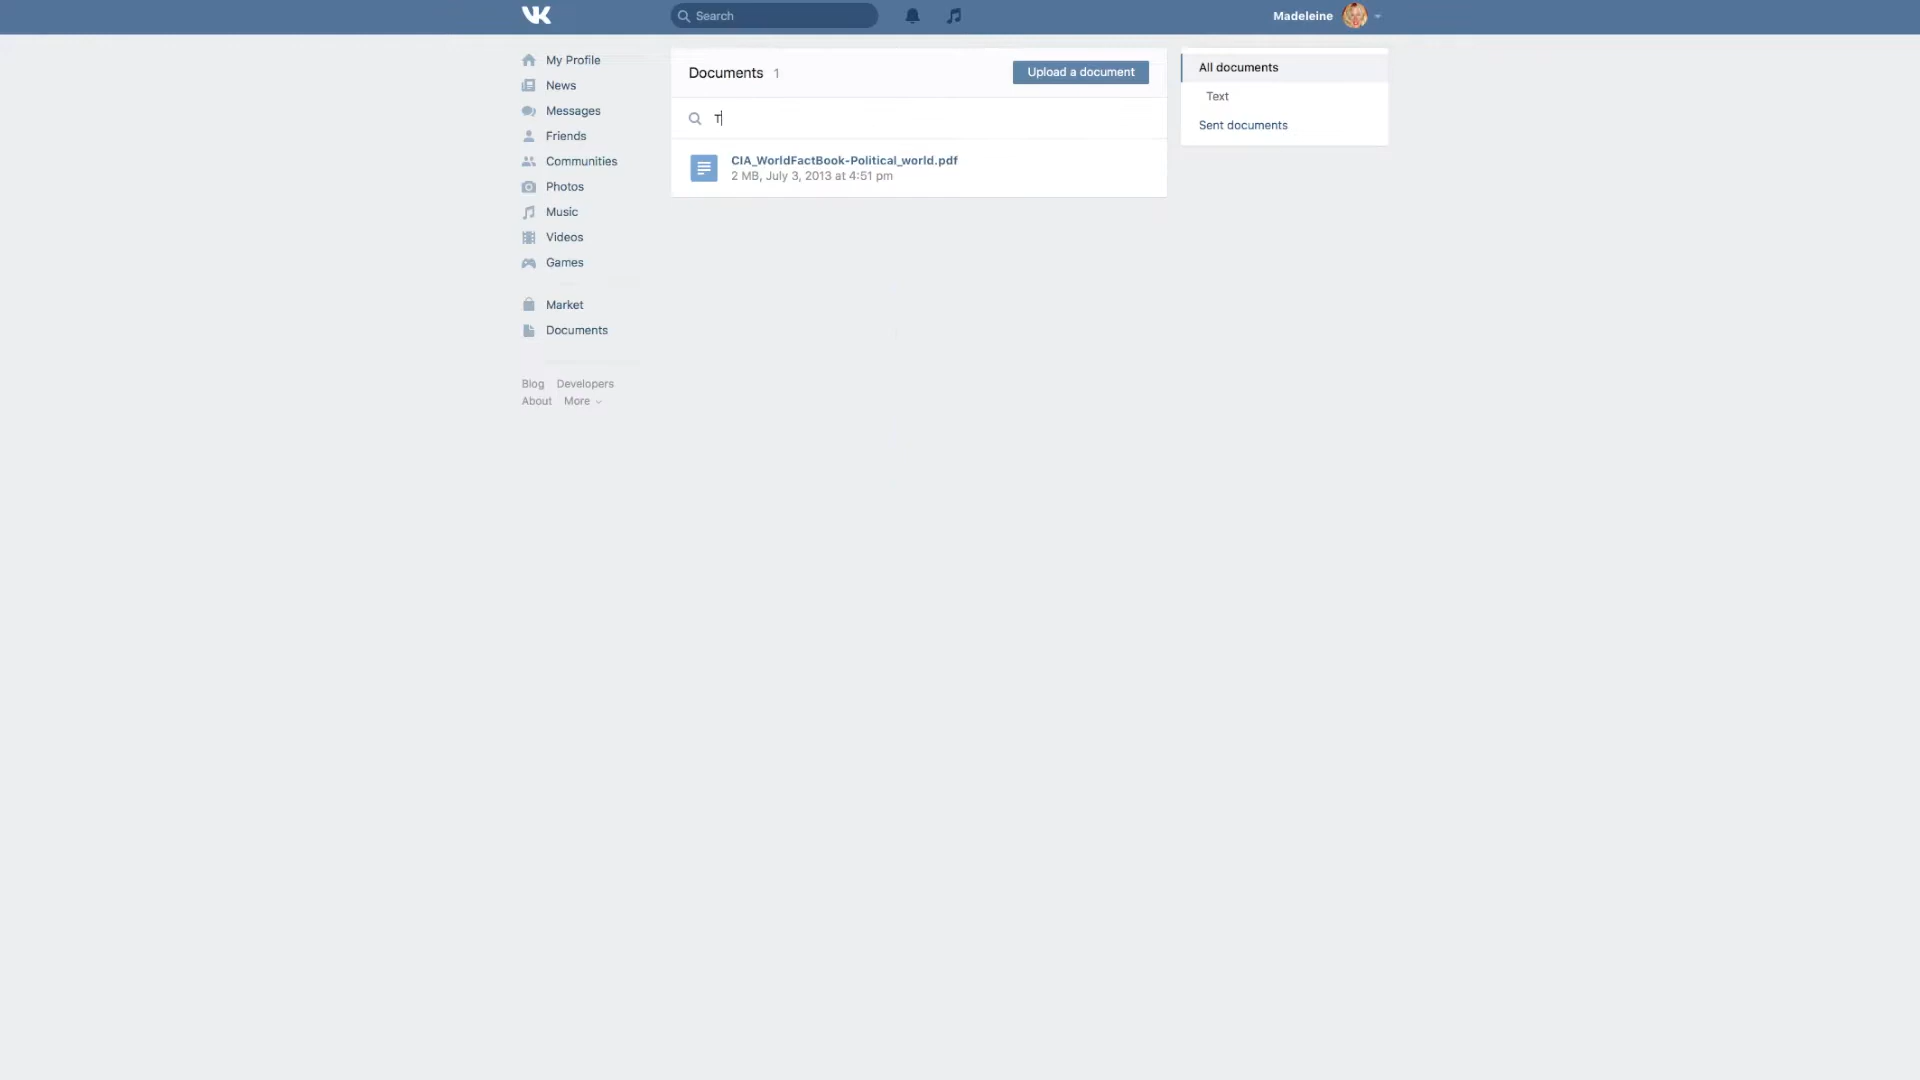 VK
Search
Madeleine
My Profile
News
Messages
Friends
Communities
Photos
Music
Videos
Games
Market
Documents
Blog Developers
About More
Documents 1
Upload a document
T
CIA_WorldFactBook-Political_world.pdf
2 MB, July 3, 2013 at 4:51 pm
All documents
Text
Sent documents